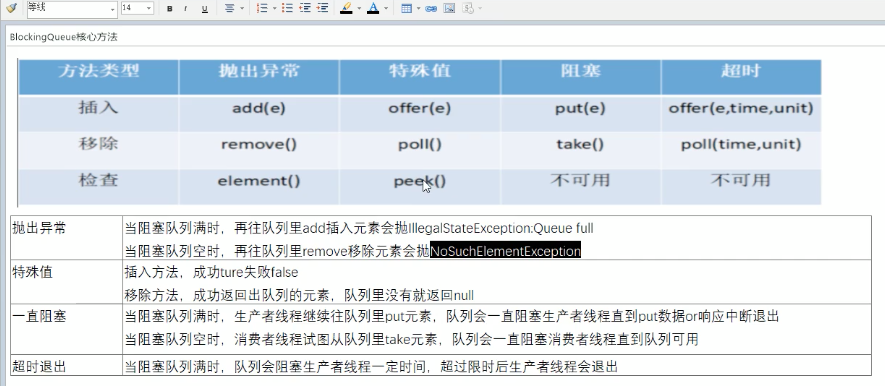 等线 14
B I U A
BlockingQueue核心方法
方法类型 抛出异常 特殊值 阻塞 超时
插入 add(e) offer(e) put(e) offer(e,time,unit)
移除 remove() poll() take() poll(time,unit)
检查 element() peek() 不可用 不可用
抛出异常 当阻塞队列满时，再往队列里add插入元素会抛IllegalStateException:Queue full
当阻塞队列空时，再往队列里remove移除元素会抛NoSuchElementException
特殊值 插入方法，成功ture失败false
移除方法，成功返回出队列的元素，队列里没有就返回null
一直阻塞 当阻塞队列满时，生产者线程继续往队列里put元素，队列会一直阻塞生产者线程直到put数据or响应中断退出
当阻塞队列空时，消费者线程试图从队列里take元素，队列会一直阻塞消费者线程直到队列可用
超时退出 当阻塞队列满时，队列会阻塞生产者线程一定时间，超过限时后生产者线程会退出